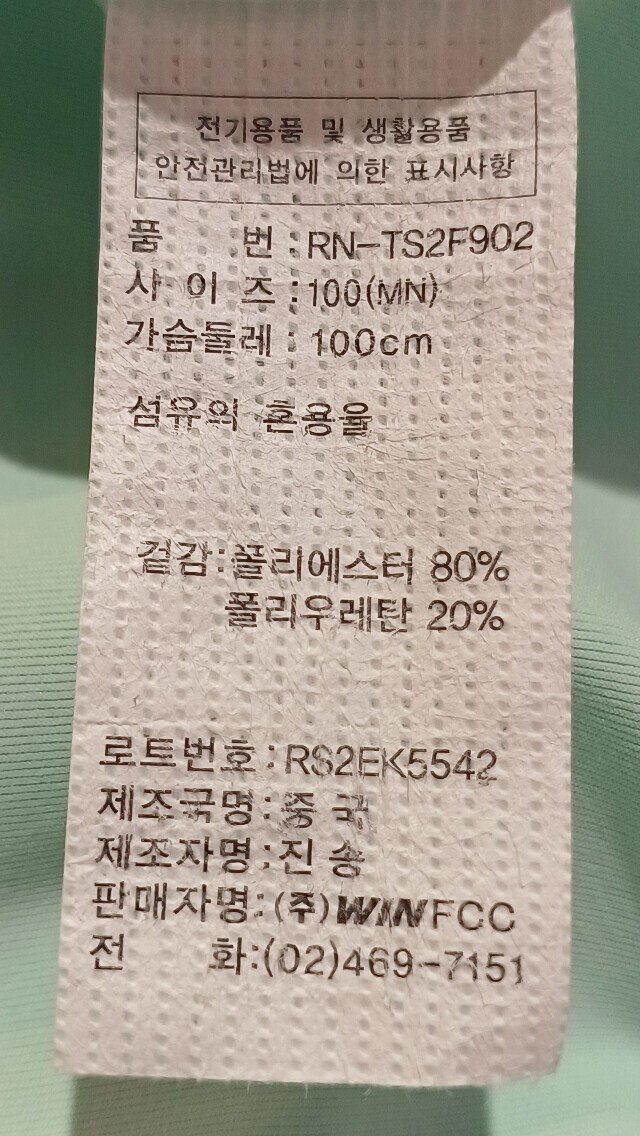 전기용품 및 생활용품
안전관리법에 의한 표시사항
품 번 : RN-TS2F902
사 이 즈 : 100(MN)
가슴둘레 : 100cm
섬유의 혼용율
겉감:폴리에스터 80%
폴리우레탄 20%
로트번호:RS2EK5542
제조국명:중 국
제조자명:진 송
판매자명:(주)WINFCC
전 화:(02)469-7151